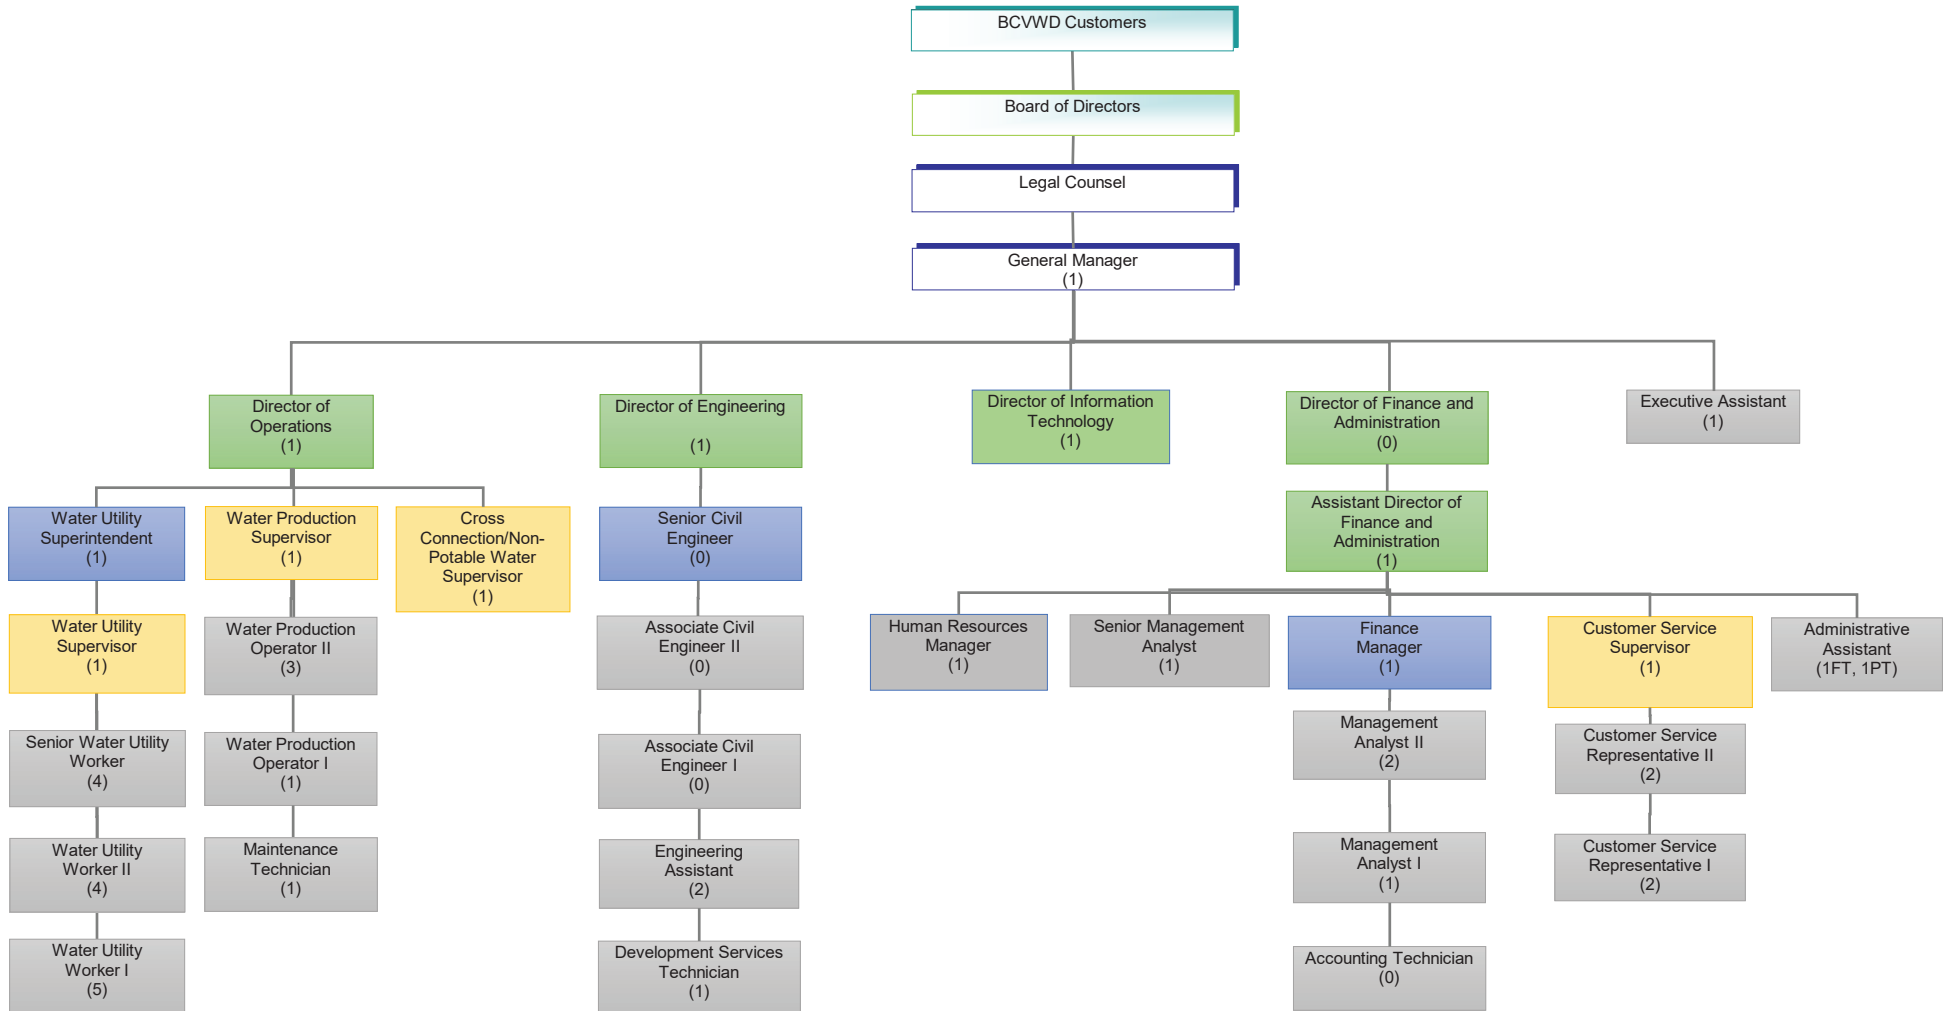 BCVWD Customers
Board of Directors
Legal Counsel
General Manager
(1)
Director of
Operations
(1)
Director of Engineering
(1)
Director of Information
Technology
(1)
Director of Finance and
Administration
(0)
Executive Assistant
(1)
Assistant Director of
Finance and
Administration
(1)
Water Utility
Superintendent
(1)
Water Production
Supervisor
(1)
Cross
Connection/Non-
Potable Water
Supervisor
(1)
Senior Civil
Engineer
(0)
Water Utility
Supervisor
(1)
Water Production
Operator II
(3)
Associate Civil
Engineer II
(0)
Human Resources
Manager
(1)
Senior Management
Analyst
(1)
Finance
Manager
(1)
Customer Service
Supervisor
(1)
Administrative
Assistant
(1FT, 1PT)
Senior Water Utility
Worker
(4)
Water Production
Operator I
(1)
Associate Civil
Engineer I
(0)
Management
Analyst II
(2)
Customer Service
Representative II
(2)
Water Utility
Worker II
(4)
Maintenance
Technician
(1)
Engineering
Assistant
(2)
Management
Analyst I
(1)
Customer Service
Representative I
(2)
Water Utility
Worker I
(5)
Development Services
Technician
(1)
Accounting Technician
(0)